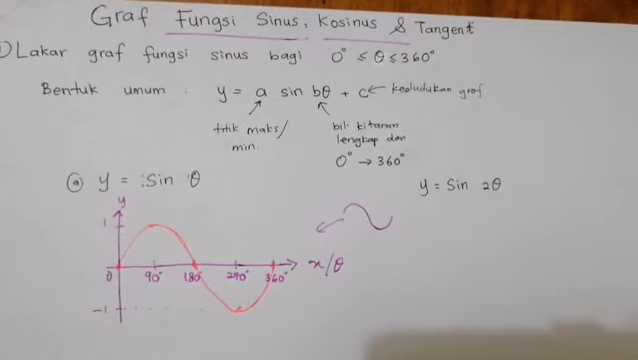 Graf Fungsi Sinus, Kosinus & Tangent
1) Lakar graf fungsi sinus bagi 0° ≤ θ ≤ 360°
Bentuk umum : y = a sin bθ + c ← kedudukan graf
titik maks/
min.
bil. kitaran
lengkap dari
0° → 360°
(a) y = sin θ
y = sin 2θ
y
1
0 90° 180° 270° 360° x/θ
-1